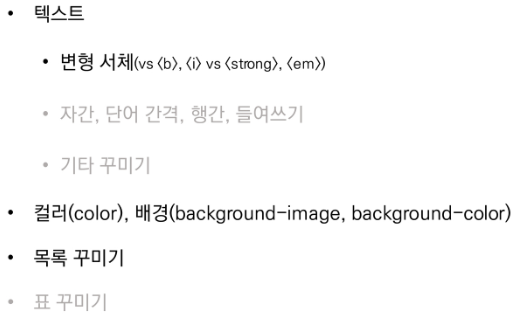 • 텍스트
• 변형 서체(vs 〈b〉, 〈i〉 vs 〈strong〉, 〈em〉)
• 자간, 단어 간격, 행간, 들여쓰기
• 기타 꾸미기
• 컬러(color), 배경(background-image, background-color)
• 목록 꾸미기
• 표 꾸미기